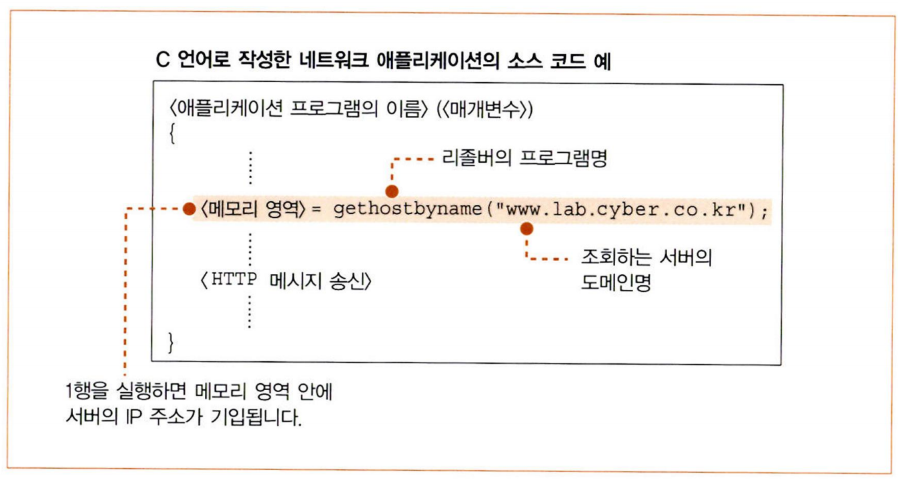 C 언어로 작성한 네트워크 애플리케이션의 소스 코드 예
〈애플리케이션 프로그램의 이름〉 (〈매개변수〉)
{
리졸버의 프로그램명
〈메모리 영역〉 = gethostbyname("www.lab.cyber.co.kr");
조회하는 서버의
도메인명
〈HTTP 메시지 송신〉
}
1행을 실행하면 메모리 영역 안에
서버의 IP 주소가 기입됩니다.